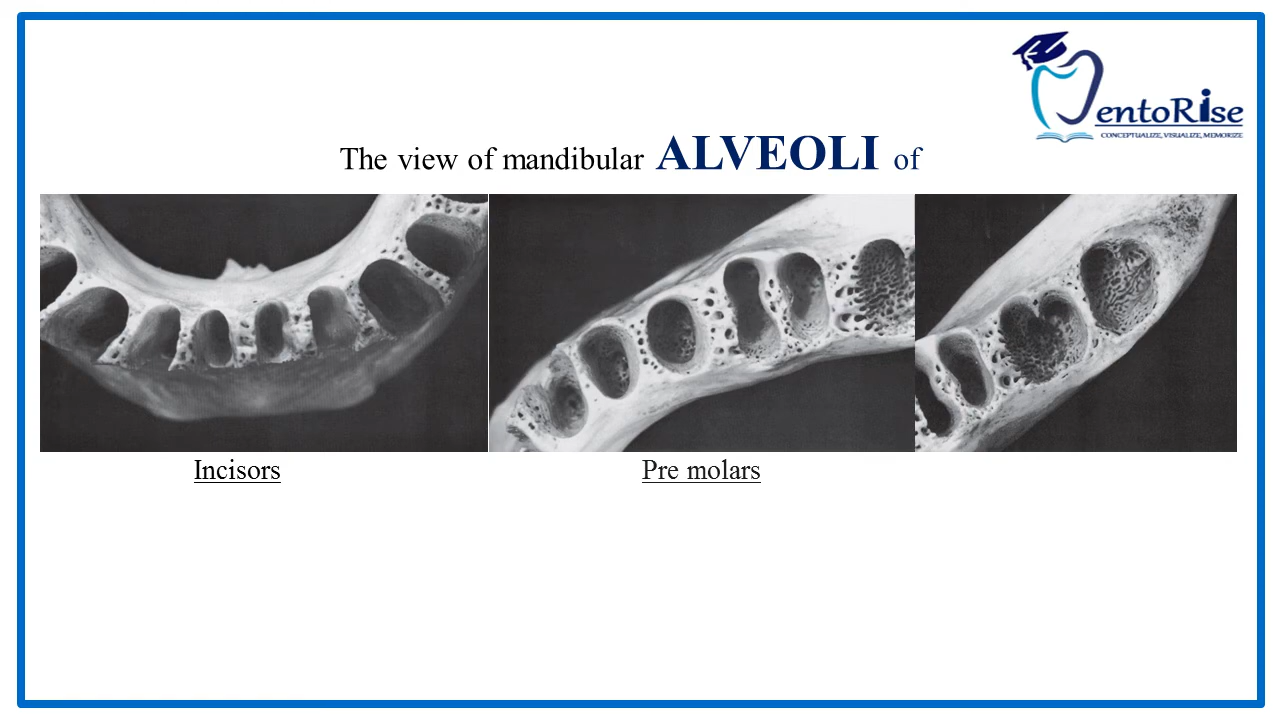 entoRise
CONCEPTUALIZE, VISUALIZE, MEMORIZE
The view of mandibular ALVEOLI of
Incisors
Pre molars